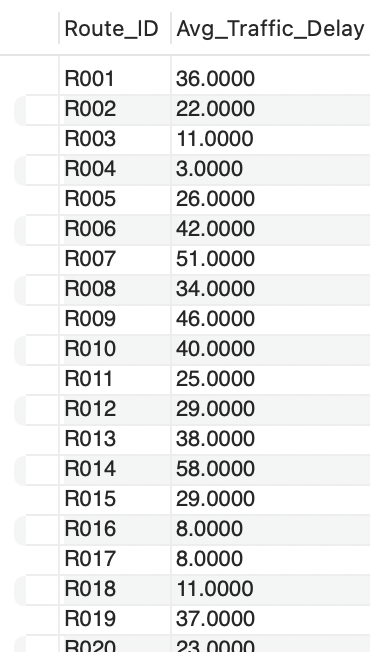 Route_ID Avg_Traffic_Delay
R001 36.0000
R002 22.0000
R003 11.0000
R004 3.0000
R005 26.0000
R006 42.0000
R007 51.0000
R008 34.0000
R009 46.0000
R010 40.0000
R011 25.0000
R012 29.0000
R013 38.0000
R014 58.0000
R015 29.0000
R016 8.0000
R017 8.0000
R018 11.0000
R019 37.0000
R020 23.0000